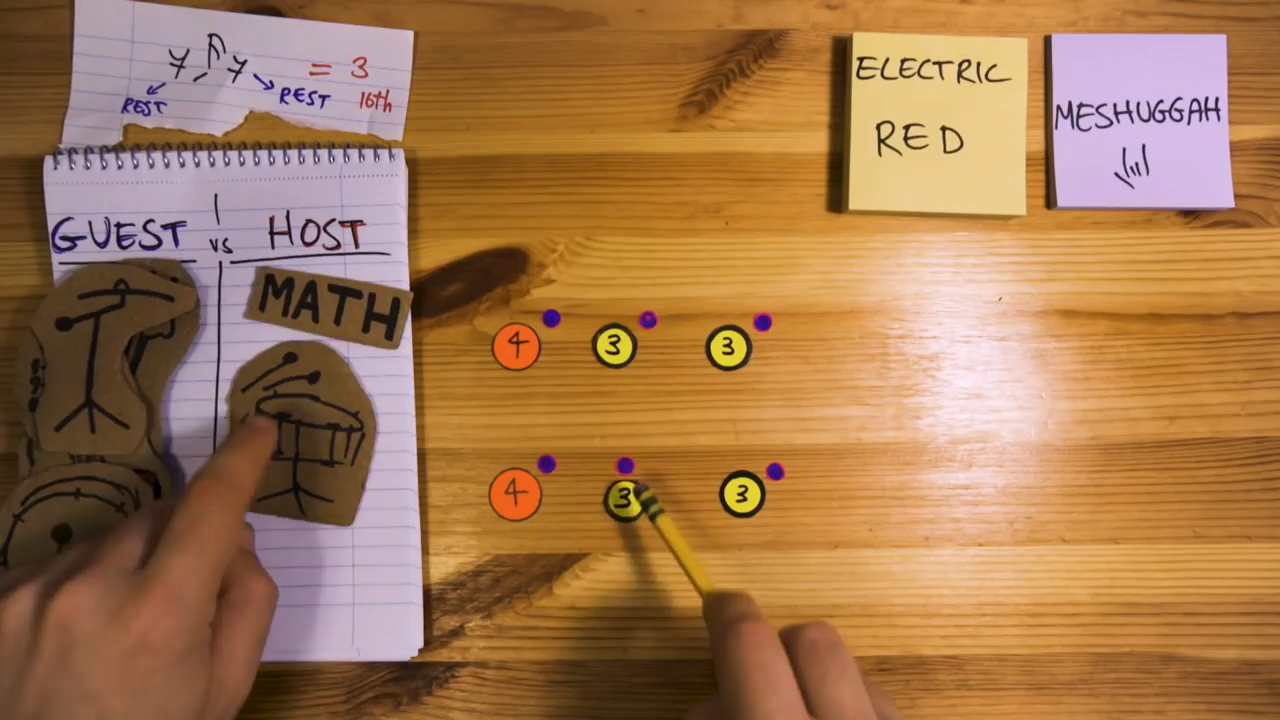 = 3
REST
REST
16th
GUEST
vs
HOST
MATH
ELECTRIC
RED
MESHUGGAH
4 3 3
4 3 3